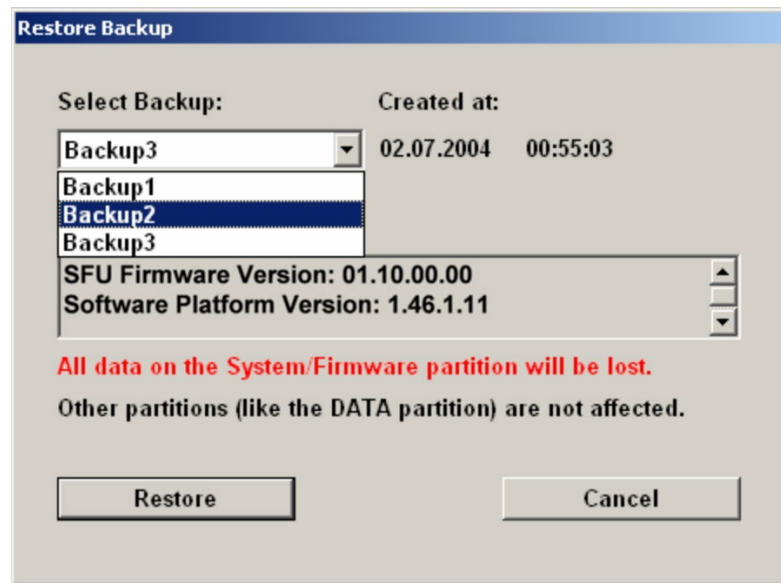 Restore Backup
Select Backup: Created at:
Backup3 02.07.2004 00:55:03
Backup1
Backup2
Backup3
SFU Firmware Version: 01.10.00.00
Software Platform Version: 1.46.1.11
All data on the System/Firmware partition will be lost.
Other partitions (like the DATA partition) are not affected.
Restore Cancel